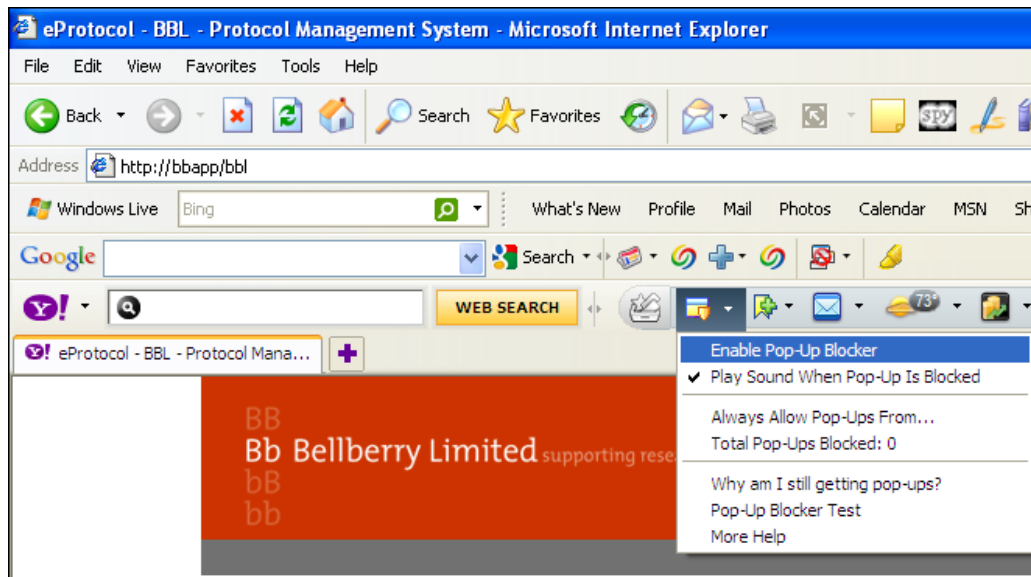 eProtocol - BBL - Protocol Management System - Microsoft Internet Explorer
File Edit View Favorites Tools Help
Back Search Favorites SPY
Address http://bbapp/bbl
Windows Live Bing What's New Profile Mail Photos Calendar MSN Sh
Google Search
Y! WEB SEARCH 73°
Y! eProtocol - BBL - Protocol Mana...
Enable Pop-Up Blocker
Play Sound When Pop-Up Is Blocked
Always Allow Pop-Ups From...
Total Pop-Ups Blocked: 0
Why am I still getting pop-ups?
Pop-Up Blocker Test
More Help
BB
Bb Bellberry Limited supporting rese
bB
bb